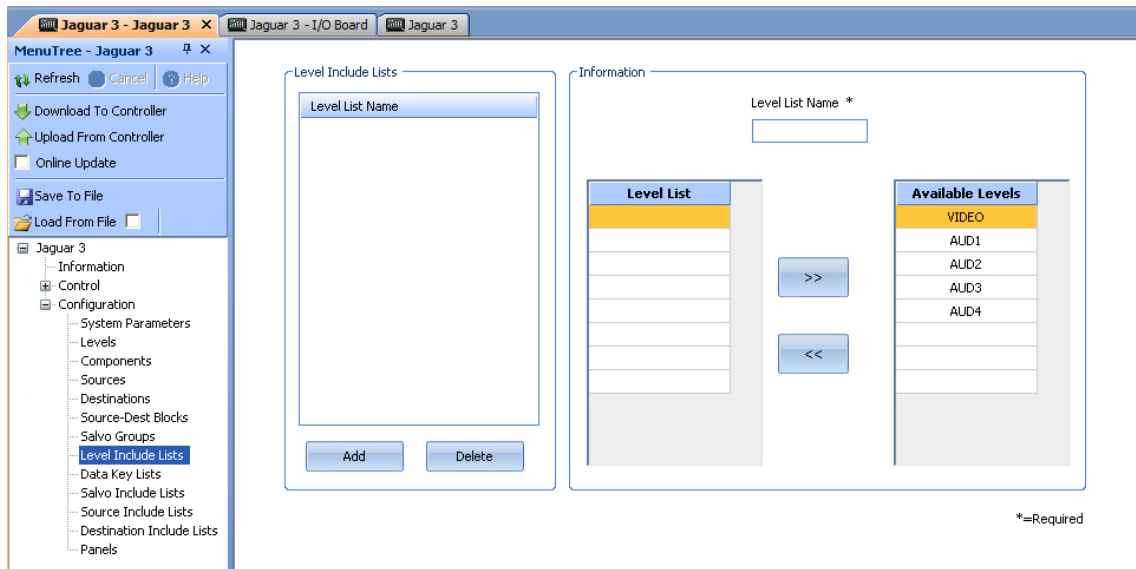 Jaguar 3 - Jaguar 3 X
Jaguar 3 - I/O Board
Jaguar 3
MenuTree - Jaguar 3
Refresh Cancel Help
Download To Controller
Upload From Controller
Online Update
Save To File
Load From File
Jaguar 3
Information
Control
Configuration
System Parameters
Levels
Components
Sources
Destinations
Source-Dest Blocks
Salvo Groups
Level Include Lists
Data Key Lists
Salvo Include Lists
Source Include Lists
Destination Include Lists
Panels
Level Include Lists
Level List Name
Add
Delete
Information
Level List Name *
Level List
>>
<<
Available Levels
VIDEO
AUD1
AUD2
AUD3
AUD4
*=Required